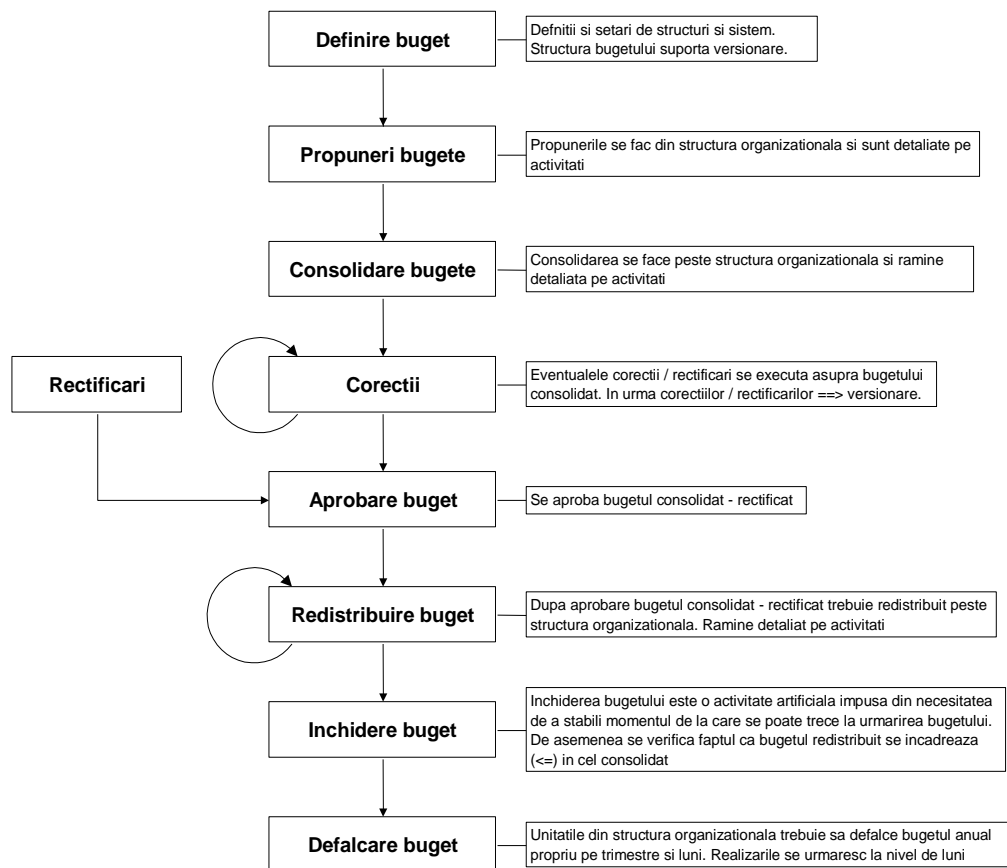 Definire buget
Defnitii si setari de structuri si sistem.
Structura bugetului suporta versionare.
Propuneri bugete
Propunerile se fac din structura organizationala si sunt detaliate pe
activitati
Consolidare bugete
Consolidarea se face peste structura organizationala si ramine
detaliata pe activitati
Rectificari
Corectii
Eventualele corectii / rectificari se executa asupra bugetului
consolidat. In urma corectiilor / rectificarilor ==> versionare.
Aprobare buget
Se aproba bugetul consolidat - rectificat
Redistribuire buget
Dupa aprobare bugetul consolidat - rectificat trebuie redistribuit peste
structura organizationala. Ramine detaliat pe activitati
Inchidere buget
Inchiderea bugetului este o activitate artificiala impusa din necesitatea
de a stabili momentul de la care se poate trece la urmarirea bugetului.
De asemenea se verifica faptul ca bugetul redistribuit se incadreaza
(<=) in cel consolidat
Defalcare buget
Unitatile din structura organizationala trebuie sa defalce bugetul anual
propriu pe trimestre si luni. Realizarile se urmaresc la nivel de luni